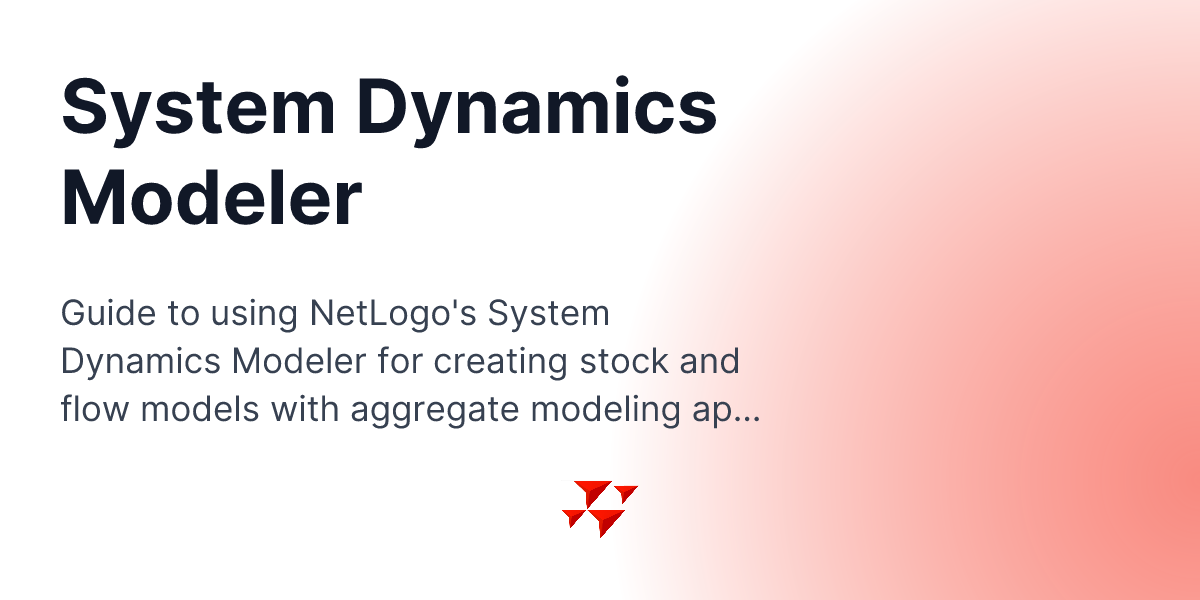 System Dynamics
Modeler
Guide to using NetLogo's System
Dynamics Modeler for creating stock and
flow models with aggregate modeling ap...